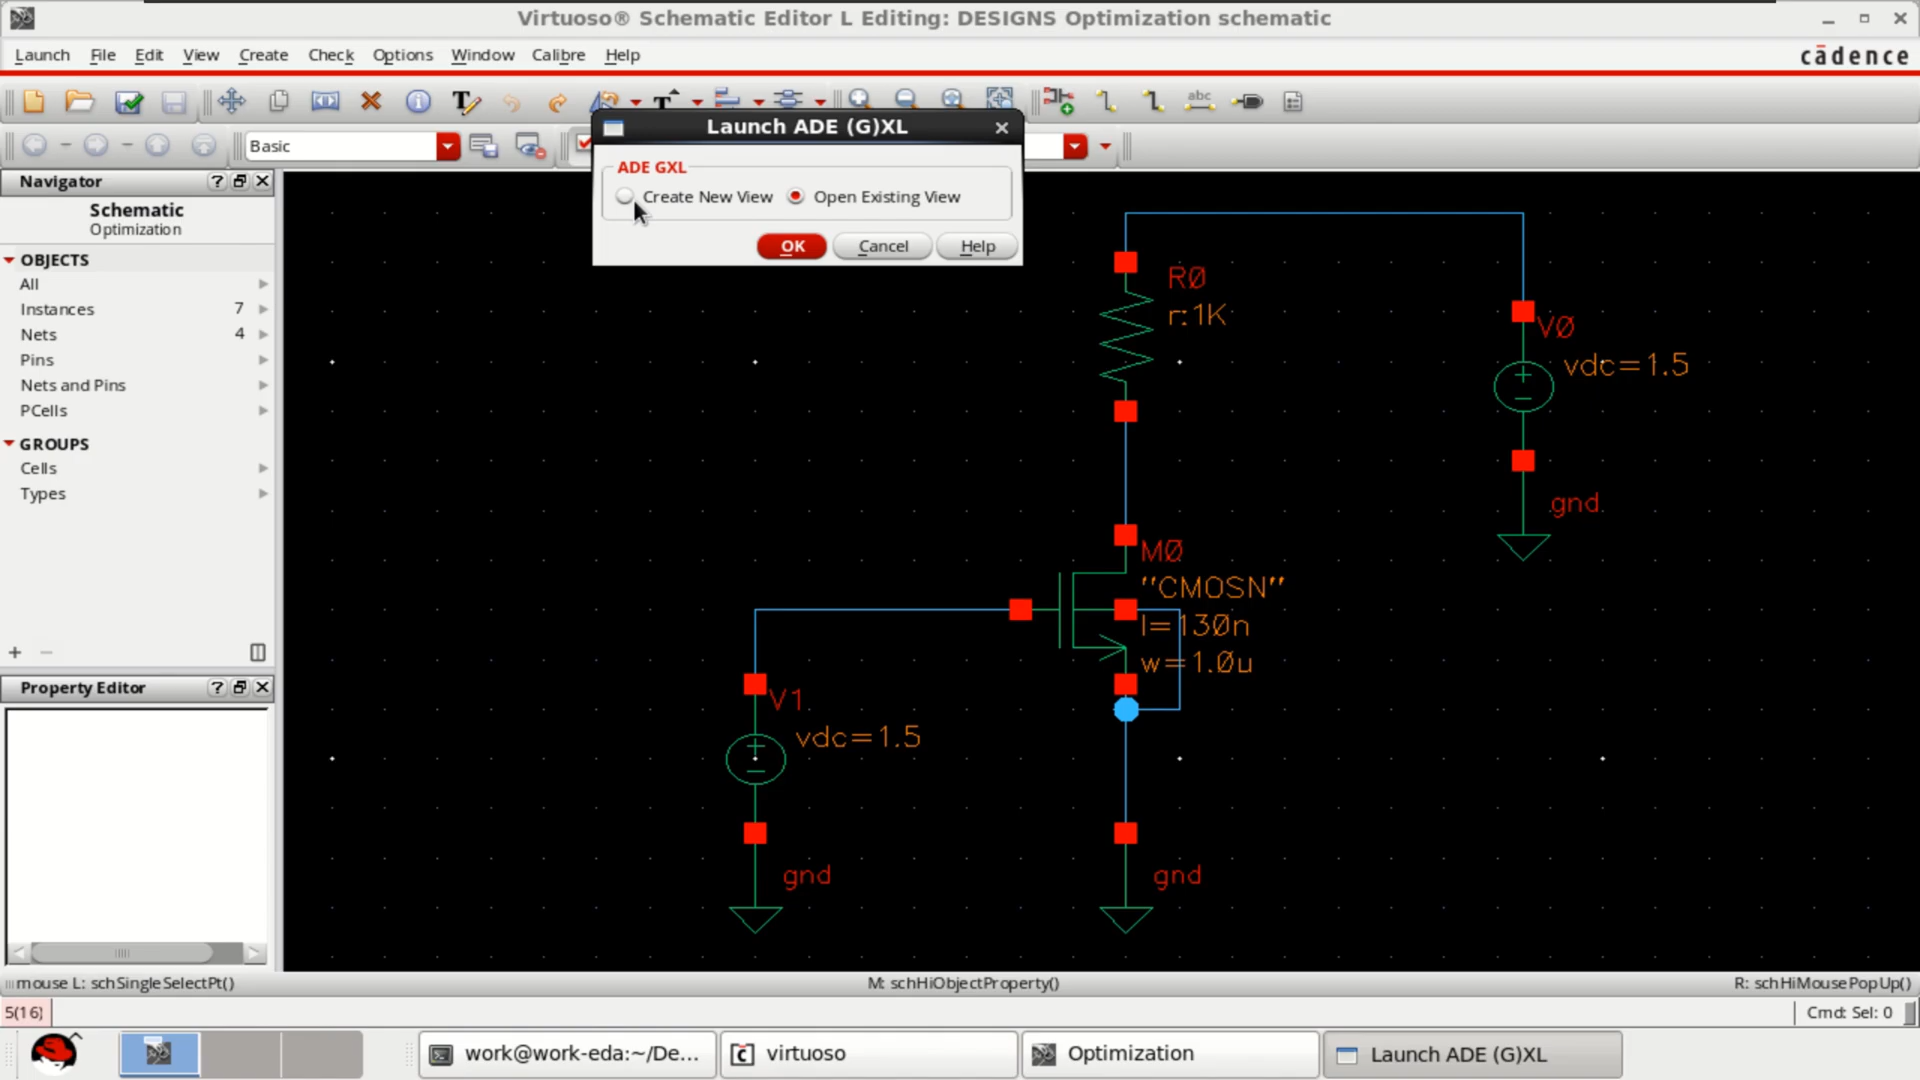 Virtuoso® Schematic Editor L Editing: DESIGNS Optimization schematic
Launch File Edit View Create Check Options Window Calibre Help
cādence
abc
Basic
Launch ADE (G)XL
ADE GXL
Create New View Open Existing View
OK Cancel Help
Navigator
Schematic
Optimization
OBJECTS
All
Instances 7
Nets 4
Pins
Nets and Pins
PCells
GROUPS
Cells
Types
Property Editor
R0
r:1K
V0
vdc=1.5
gnd
M0
"CMOSN"
l=130n
w=1.0u
V1
vdc=1.5
gnd
gnd
mouse L: schSingleSelectPt() M: schHiObjectProperty() R: schHiMousePopUp()
5(16) Cmd: Sel: 0
work@work-eda:~/De... virtuoso Optimization Launch ADE (G)XL